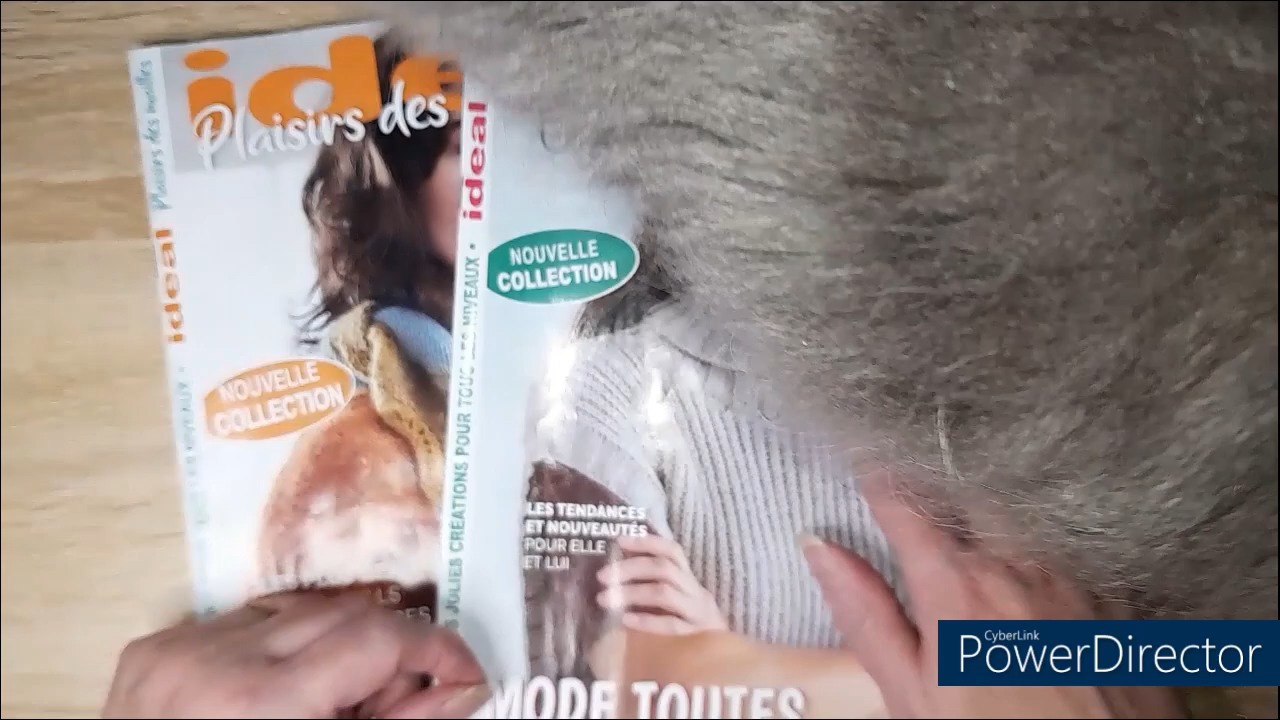 ide
Plaisirs des
ideal Plaisirs des mailles
NOUVELLE
COLLECTION
ideal
JOLIES CRÉATIONS POUR TOUS LES NIVEAUX •
NOUVELLE
COLLECTION
LES TENDANCES
ET NOUVEAUTÉS
POUR ELLE
ET LUI
MODE TOUTES
CyberLink
PowerDirector